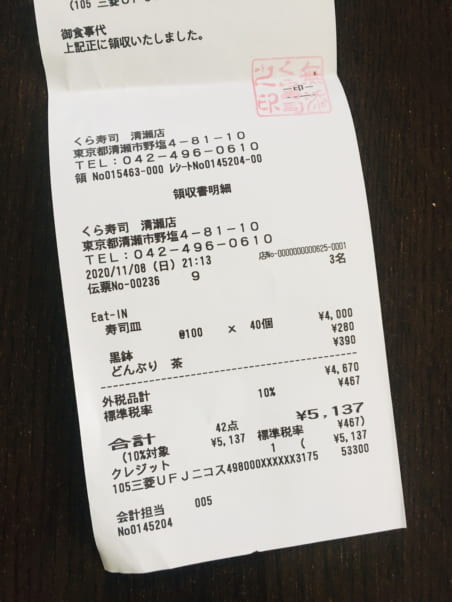 御食事代
上記正に領収いたしました。
くら寿司 清瀬店
東京都清瀬市野塩4-81-10
TEL:042-496-0610
領 No015463-000 レシートNo0145204-00
領収書明細
くら寿司 清瀬店
東京都清瀬市野塩4-81-10
TEL:042-496-0610
2020/11/08 (日) 21:13 店No-0000000000625-0001
伝票No-00236 9 3名
Eat-IN
寿司皿 @100 × 40個 ¥4,000
黒鉢 ¥280
どんぶり 茶 ¥390
外税品計 ¥4,670
標準税率 10% ¥467
合計 42点 ¥5,137
(10%対象 ¥5,137 標準税率 ¥467)
クレジット 1 ( ¥5,137
105三菱UFJニコス498000XXXXXX3175 53300
会計担当 005
No0145204